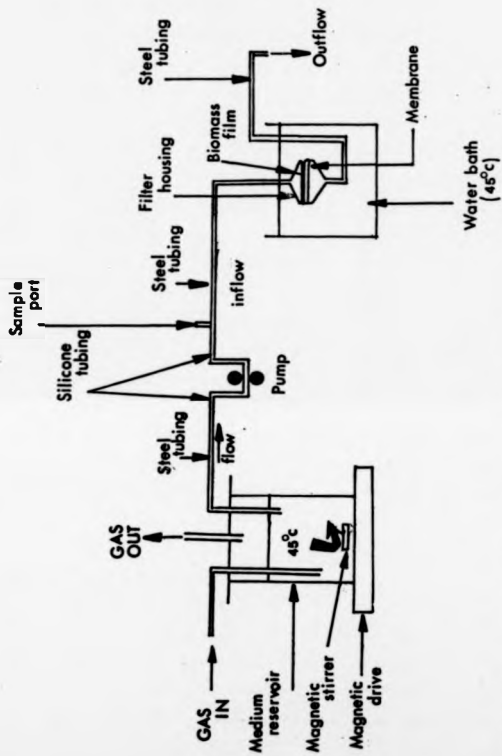 Sample
port
Silicone tubing
Steel
tubing
GAS
OUT
Steel
tubing
flow
Pump
inflow
Steel
tubing
Filter
housing
Biomass
film
Outflow
GAS
IN
45°c
Medium
reservoir
Magnetic
stirrer
Magnetic
drive
Water bath
(45°c)
Membrane